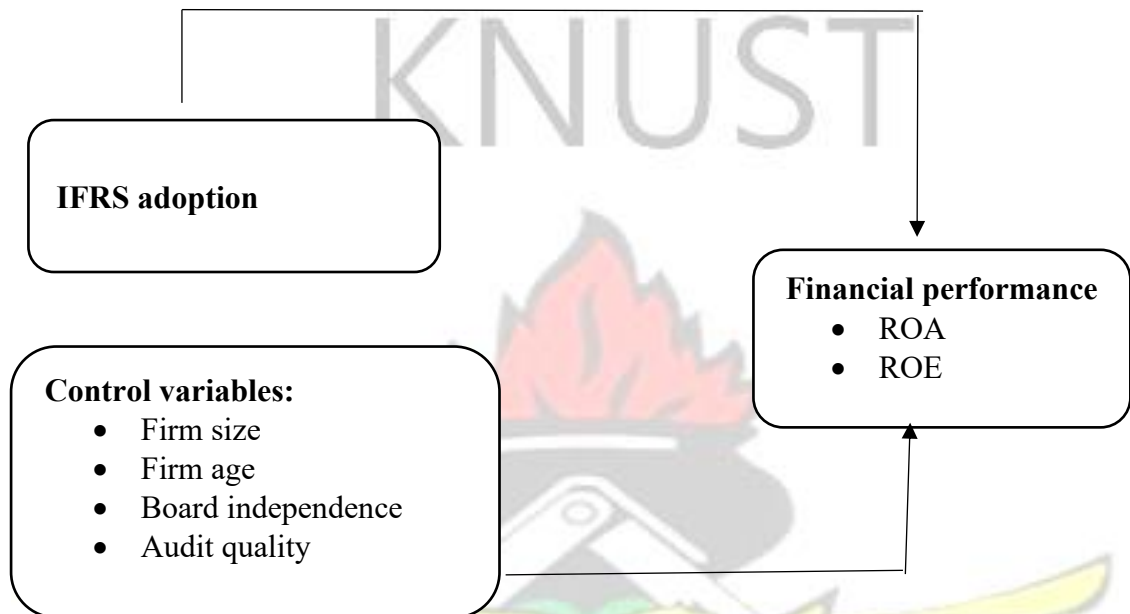 KNUST
IFRS adoption
Financial performance
• ROA
• ROE
Control variables:
• Firm size
• Firm age
• Board independence
• Audit quality